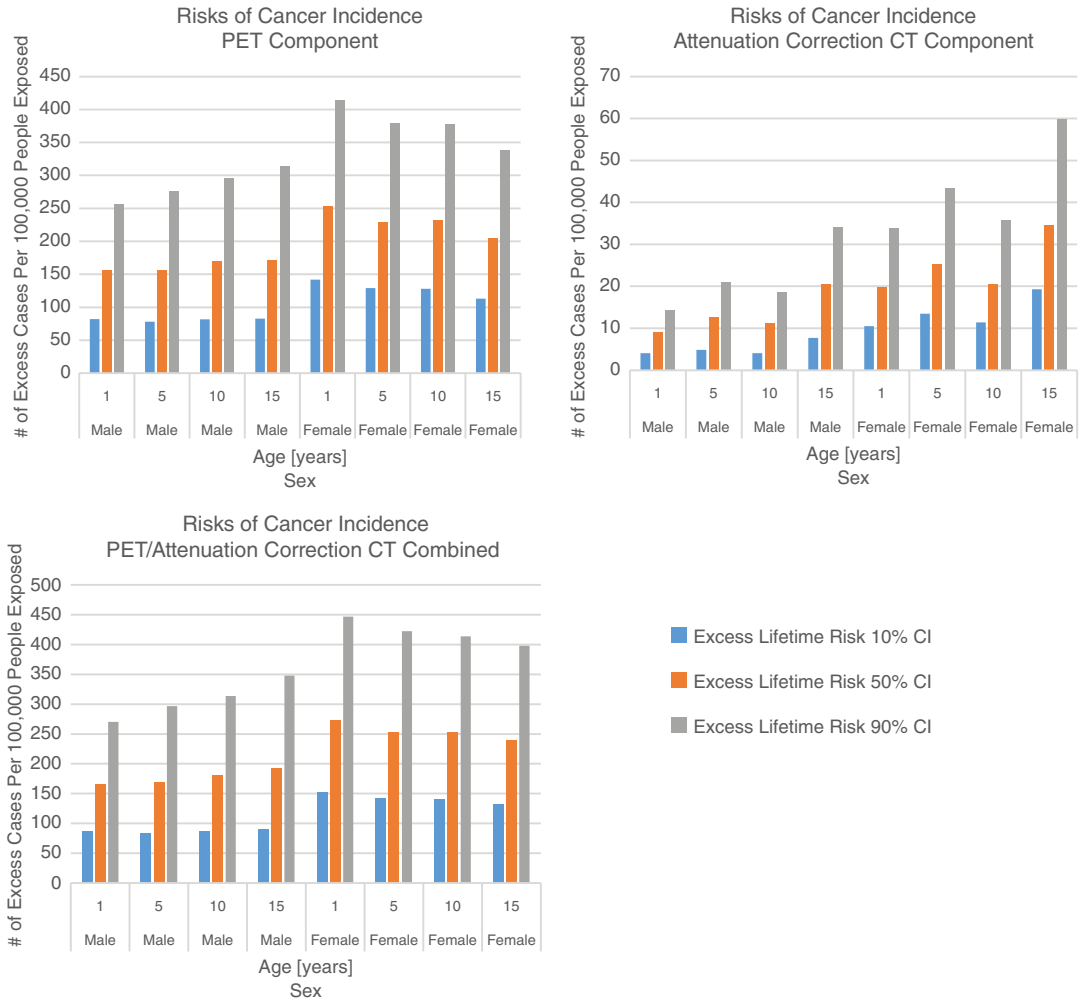 Risks of Cancer Incidence
PET Component
# of Excess Cases Per 100,000 People Exposed
450
400
350
300
250
200
150
100
50
0
1 5 10 15 1 5 10 15
Male Male Male Male Female Female Female Female
Age [years]
Sex
Risks of Cancer Incidence
Attenuation Correction CT Component
# of Excess Cases Per 100,000 People Exposed
70
60
50
40
30
20
10
0
1 5 10 15 1 5 10 15
Male Male Male Male Female Female Female Female
Age [years]
Sex
Risks of Cancer Incidence
PET/Attenuation Correction CT Combined
# of Excess Cases Per 100,000 People Exposed
500
450
400
350
300
250
200
150
100
50
0
1 5 10 15 1 5 10 15
Male Male Male Male Female Female Female Female
Age [years]
Sex
Excess Lifetime Risk 10% CI
Excess Lifetime Risk 50% CI
Excess Lifetime Risk 90% CI